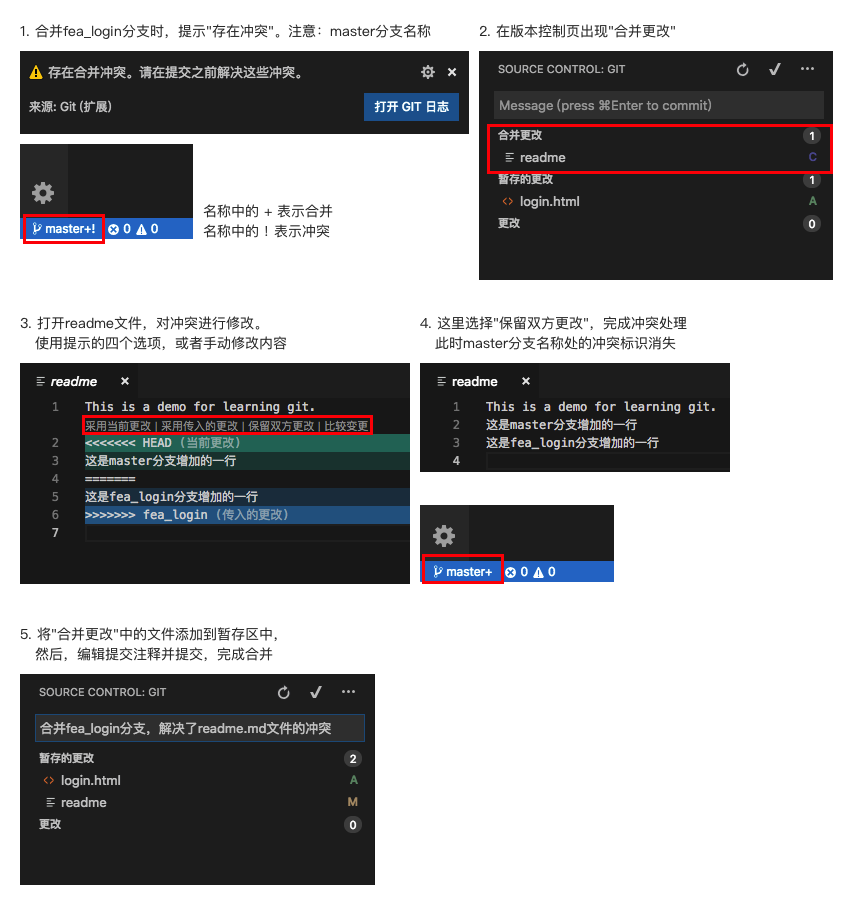 1. 合并fea_login分支时，提示"存在冲突"。注意：master分支名称
存在合并冲突。请在提交之前解决这些冲突。
来源: Git (扩展)
打开 GIT 日志
master+! 0 0
名称中的 + 表示合并
名称中的 ! 表示冲突
2. 在版本控制页出现"合并更改"
SOURCE CONTROL: GIT
Message (press ⌘Enter to commit)
合并更改 1
readme C
暂存的更改 1
login.html A
更改 0
3. 打开readme文件，对冲突进行修改。
使用提示的四个选项，或者手动修改内容
readme
1 This is a demo for learning git.
采用当前更改 | 采用传入的更改 | 保留双方更改 | 比较变更
2 <<<<<<< HEAD (当前更改)
3 这是master分支增加的一行
4 =======
5 这是fea_login分支增加的一行
6 >>>>>>> fea_login (传入的更改)
7
4. 这里选择"保留双方更改"，完成冲突处理
此时master分支名称处的冲突标识消失
readme
1 This is a demo for learning git.
2 这是master分支增加的一行
3 这是fea_login分支增加的一行
4
master+ 0 0
5. 将"合并更改"中的文件添加到暂存区中，
然后，编辑提交注释并提交，完成合并
SOURCE CONTROL: GIT
合并fea_login分支，解决了readme.md文件的冲突
暂存的更改 2
login.html A
readme M
更改 0